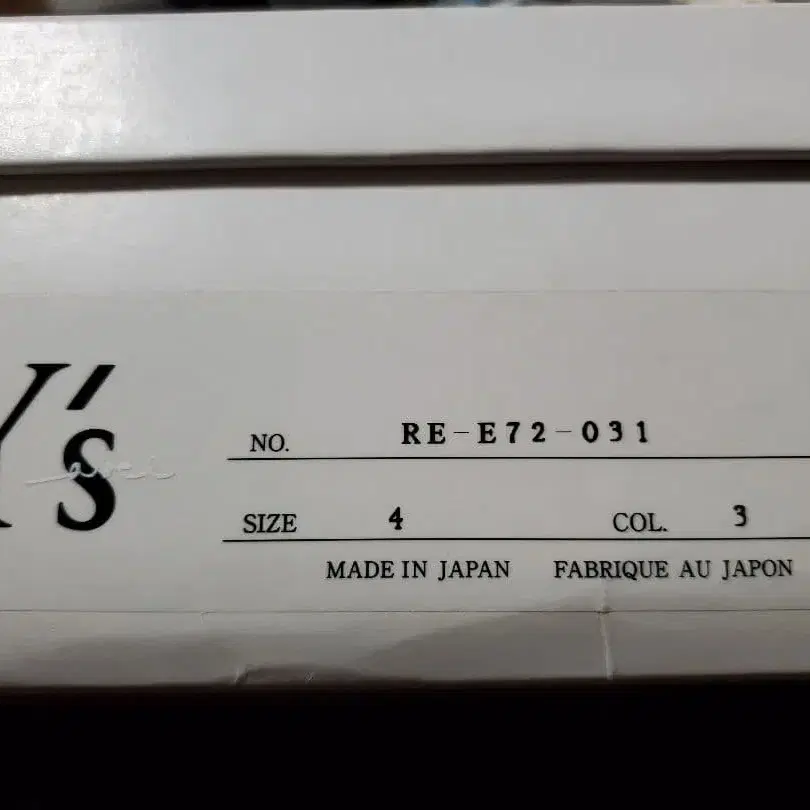 Y's
NO. RE-E72-031
SIZE 4 COL. 3
MADE IN JAPAN FABRIQUE AU JAPON